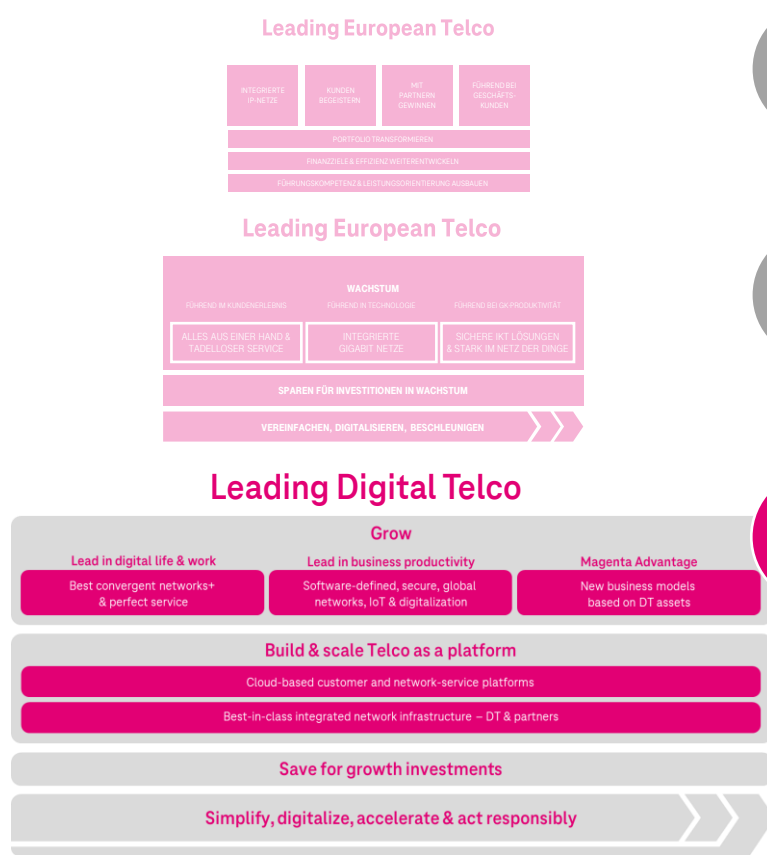 Leading European Telco
INTEGRIERTE
IP-NETZE
KUNDEN
BEGEISTERN
MIT
PARTNERN
GEWINNEN
FÜHREND BEI
GESCHÄFTS-
KUNDEN
PORTFOLIO TRANSFORMIEREN
FINANZZIELE & EFFIZIENZ WEITERENTWICKELN
FÜHRUNGSKOMPETENZ & LEISTUNGSORIENTIERUNG AUSBAUEN
Leading European Telco
WACHSTUM
FÜHREND IM KUNDENERLEBNIS
ALLES AUS EINER HAND &
TADELLOSER SERVICE
FÜHREND IN TECHNOLOGIE
INTEGRIERTE
GIGABIT NETZE
FÜHREND BEI GK-PRODUKTIVITÄT
SICHERE IKT LÖSUNGEN
& STARK IM NETZ DER DINGE
SPAREN FÜR INVESTITIONEN IN WACHSTUM
VEREINFACHEN, DIGITALISIEREN, BESCHLEUNIGEN
Leading Digital Telco
Grow
Lead in digital life & work
Best convergent networks+
& perfect service
Lead in business productivity
Software-defined, secure, global
networks, IoT & digitalization
Magenta Advantage
New business models
based on DT assets
Build & scale Telco as a platform
Cloud-based customer and network-service platforms
Best-in-class integrated network infrastructure – DT & partners
Save for growth investments
Simplify, digitalize, accelerate & act responsibly